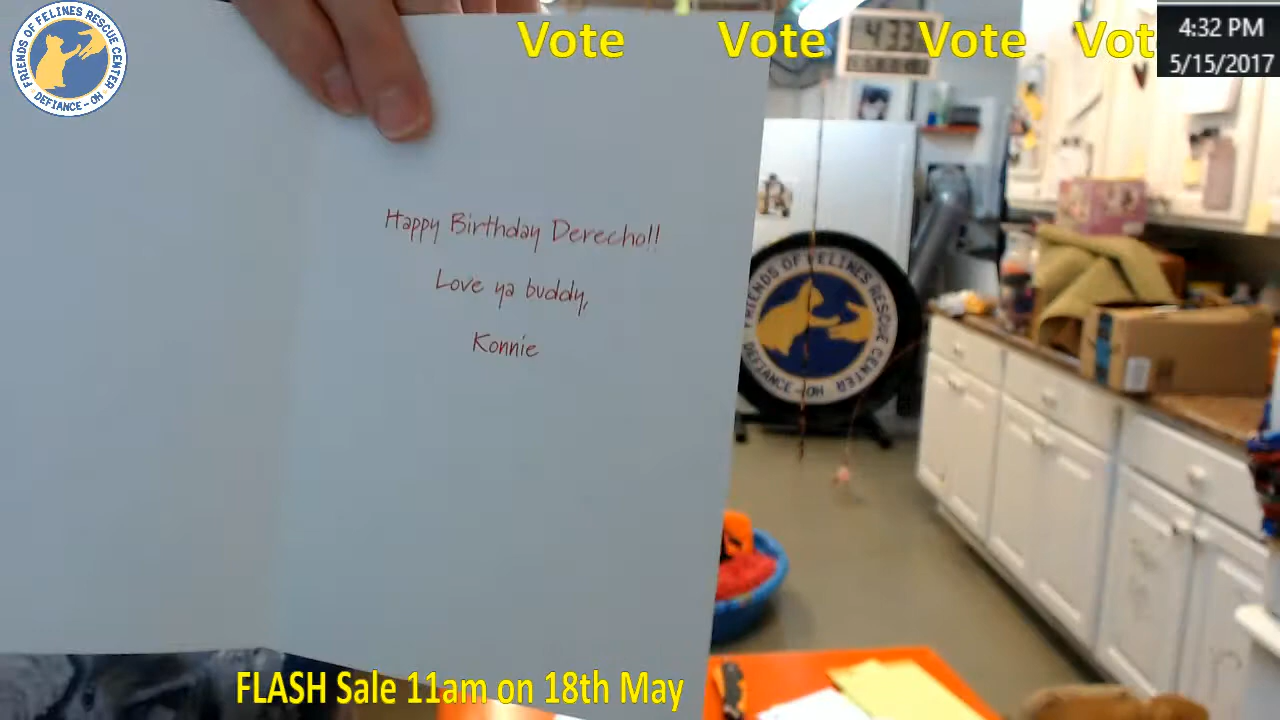 FRIENDS OF FELINES RESCUE CENTER
DEFIANCE - OH
Vote Vote Vote Vot
4:32 PM
5/15/2017
433
Happy Birthday Derecho!!
Love ya buddy,
Konnie
FRIENDS OF FELINES RESCUE CENTER
DEFIANCE - OH
FLASH Sale 11am on 18th May